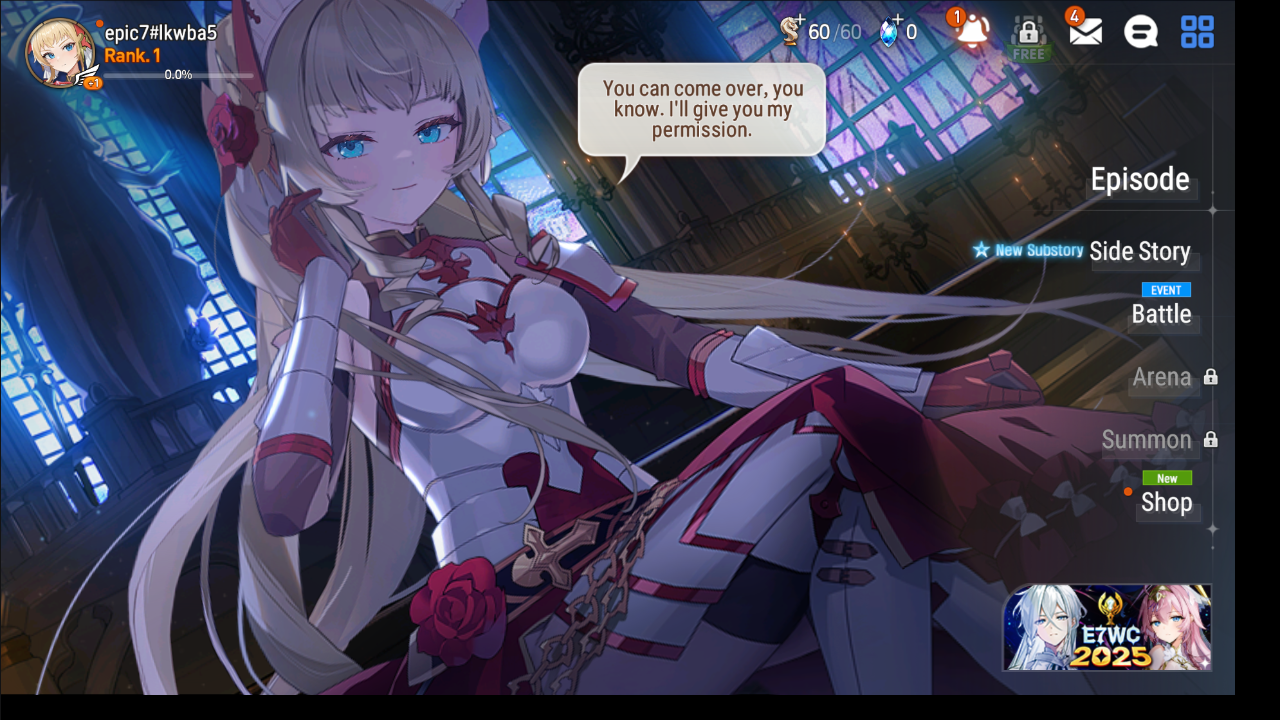 epic7#lkwba5
Rank. 1
0.0%
+1
60 /60
0
1
FREE
4
You can come over, you
know. I'll give you my
permission.
Episode
New Substory
Side Story
EVENT
Battle
Arena
Summon
New
Shop
E7WC
2025